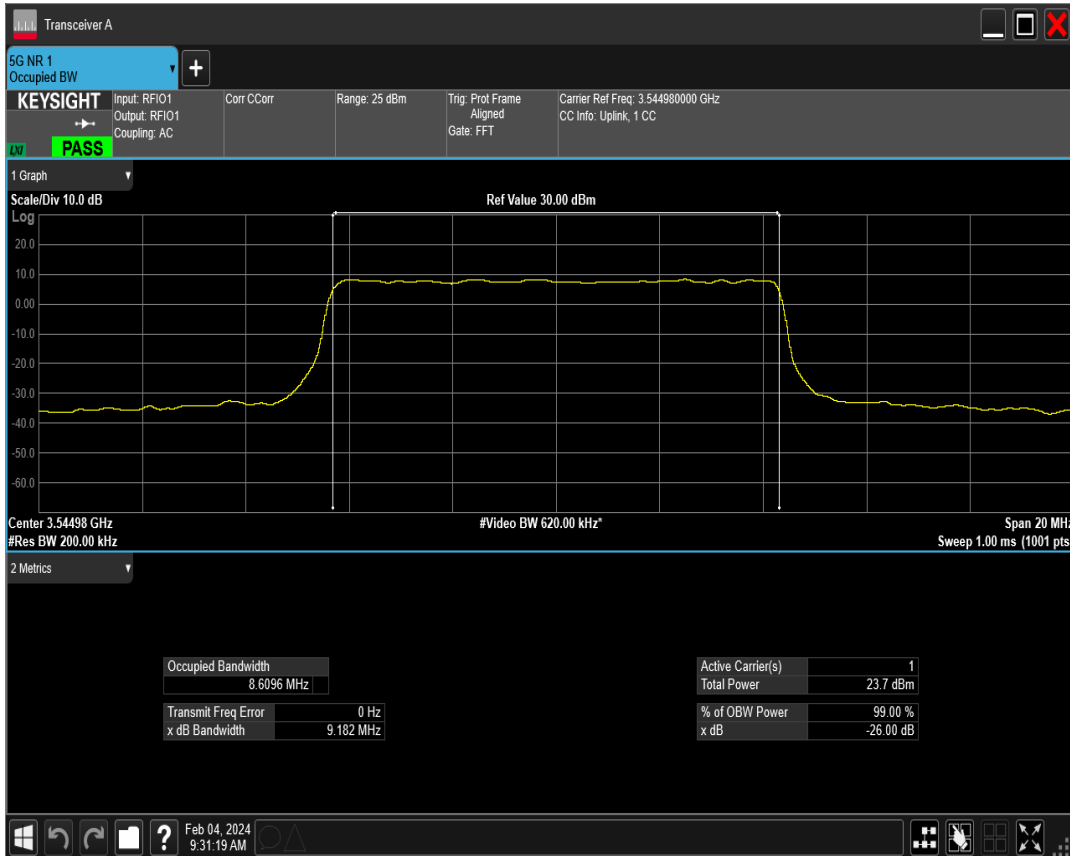 Transceiver A
5G NR 1
Occupied BW
+
KEYSIGHT
LXI
PASS
Input: RFIO1
Output: RFIO1
Coupling: AC
Corr CCorr
Range: 25 dBm
Trig: Prot Frame
Aligned
Gate: FFT
Carrier Ref Freq: 3.544980000 GHz
CC Info: Uplink, 1 CC
1 Graph
Scale/Div 10.0 dB
Ref Value 30.00 dBm
Log
20.0
10.0
0.00
-10.0
-20.0
-30.0
-40.0
-50.0
-60.0
Center 3.54498 GHz
#Video BW 620.00 kHz*
Span 20 MHz
#Res BW 200.00 kHz
Sweep 1.00 ms (1001 pts
2 Metrics
Occupied Bandwidth
8.6096 MHz
Transmit Freq Error 0 Hz
x dB Bandwidth 9.182 MHz
Active Carrier(s) 1
Total Power 23.7 dBm
% of OBW Power 99.00 %
x dB -26.00 dB
?
Feb 04, 2024
9:31:19 AM